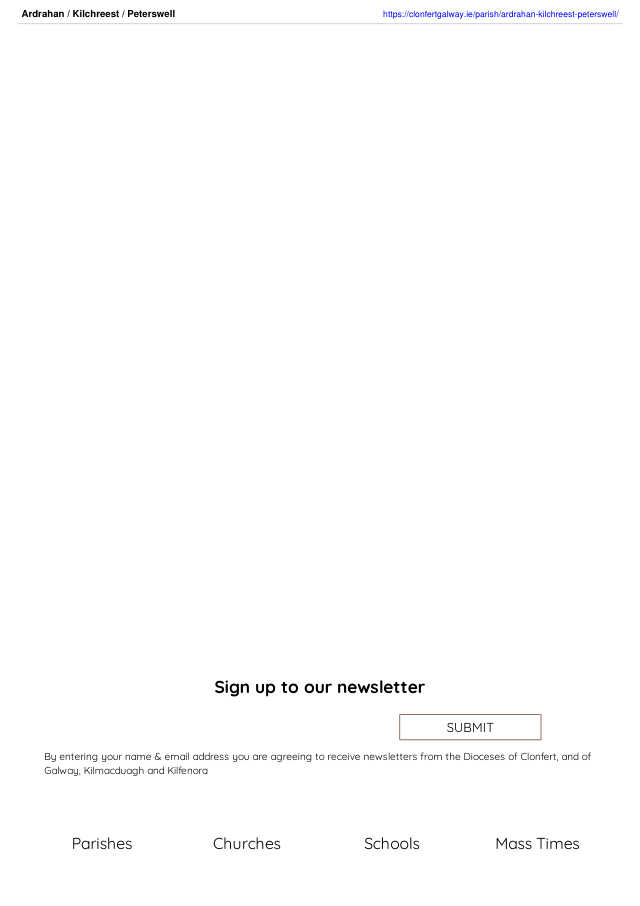 Ardrahan / Kilchreest / Peterswell https://clonfertgalway.ie/parish/ardrahan-kilchreest-peterswell/
Sign up to our newsletter
SUBMIT
By entering your name & email address you are agreeing to receive newsletters from the Dioceses of Clonfert, and of
Galway, Kilmacduagh and Kilfenora
Parishes Churches Schools Mass Times